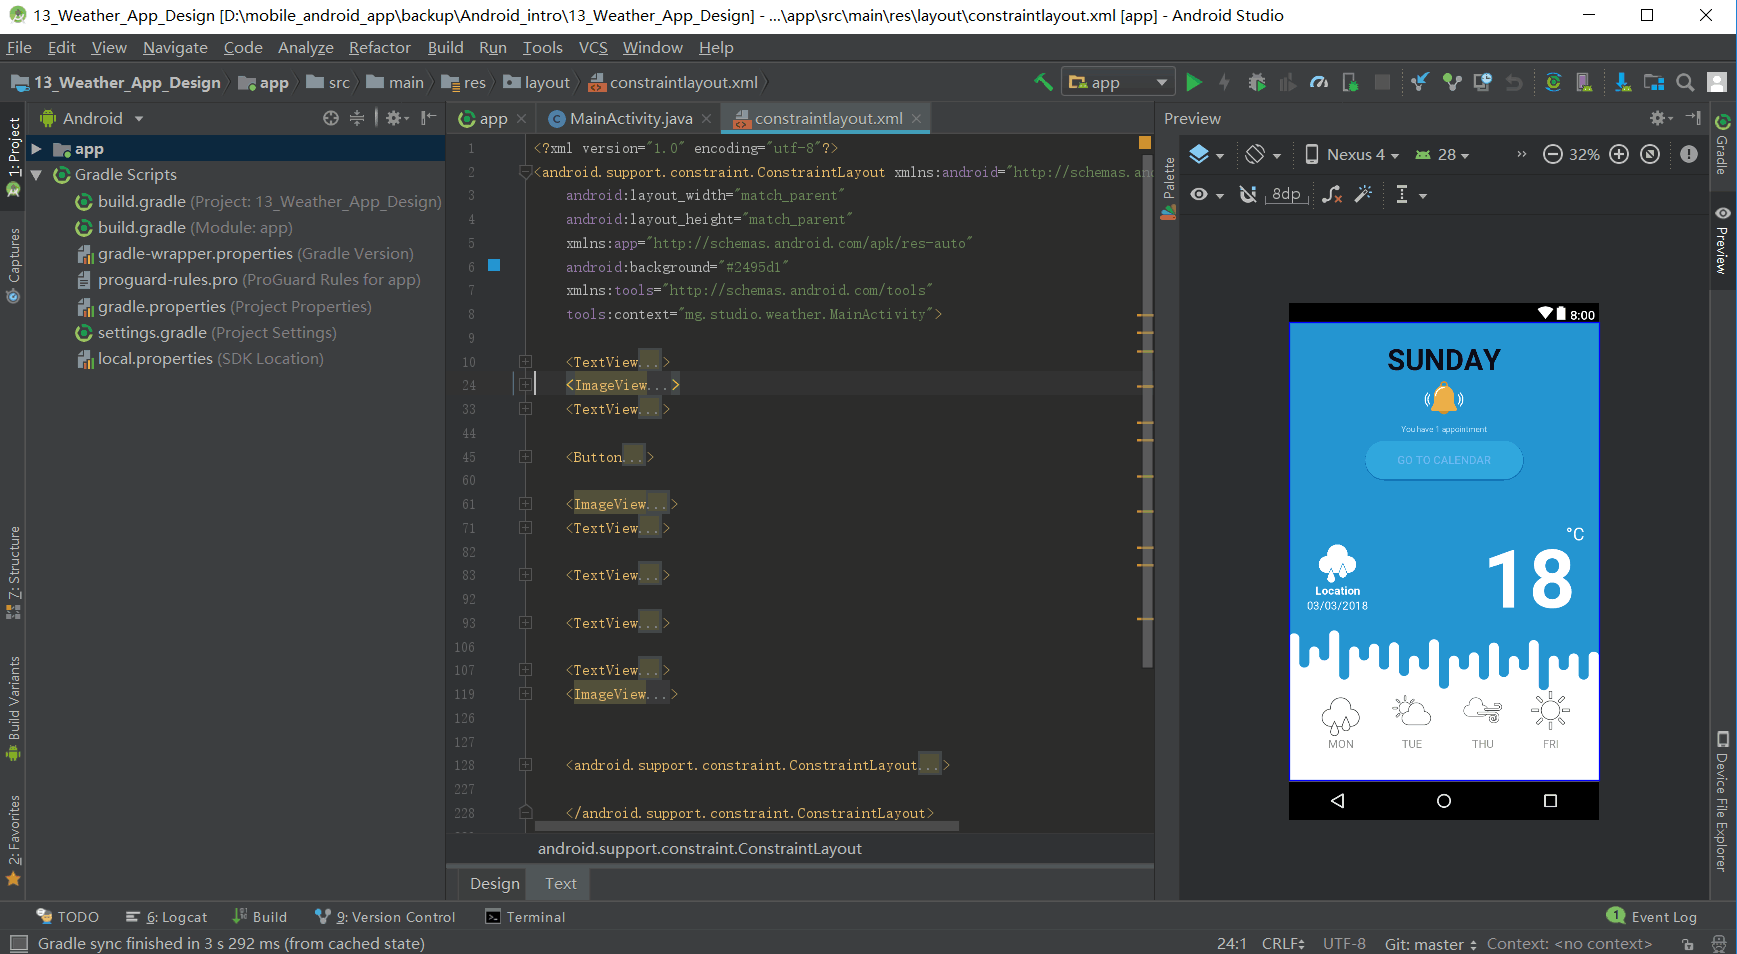 13_Weather_App_Design [D:\mobile_android_app\backup\Android_intro\13_Weather_App_Design] - ...\app\src\main\res\layout\constraintlayout.xml [app] - Android Studio
File Edit View Navigate Code Analyze Refactor Build Run Tools VCS Window Help
13_Weather_App_Design app src main res layout constraintlayout.xml app
1: Project
Captures
7: Structure
Build Variants
2: Favorites
Android
app
Gradle Scripts
build.gradle (Project: 13_Weather_App_Design)
build.gradle (Module: app)
gradle-wrapper.properties (Gradle Version)
proguard-rules.pro (ProGuard Rules for app)
gradle.properties (Project Properties)
settings.gradle (Project Settings)
local.properties (SDK Location)
app MainActivity.java constraintlayout.xml
1 <?xml version="1.0" encoding="utf-8"?>
2 <android.support.constraint.ConstraintLayout xmlns:android="http://schemas.an
3 android:layout_width="match_parent"
4 android:layout_height="match_parent"
5 xmlns:app="http://schemas.android.com/apk/res-auto"
6 android:background="#2495d1"
7 xmlns:tools="http://schemas.android.com/tools"
8 tools:context="mg.studio.weather.MainActivity">
9
10 <TextView...>
24 <ImageView...>
33 <TextView...>
44
45 <Button...>
60
61 <ImageView...>
71 <TextView...>
82
83 <TextView...>
92
93 <TextView...>
106
107 <TextView...>
119 <ImageView...>
126
127
128 <android.support.constraint.ConstraintLayout...>
227
228 </android.support.constraint.ConstraintLayout>
android.support.constraint.ConstraintLayout
Design Text
Preview
Palette
Nexus 4 28 » 32%
8dp
8:00
SUNDAY
You have 1 appointment
GO TO CALENDAR
°C
18
Location
03/03/2018
MON TUE THU FRI
Gradle
Preview
Device File Explorer
TODO 6: Logcat Build 9: Version Control Terminal 1 Event Log
Gradle sync finished in 3 s 292 ms (from cached state) 24:1 CRLF UTF-8 Git: master Context: <no context>